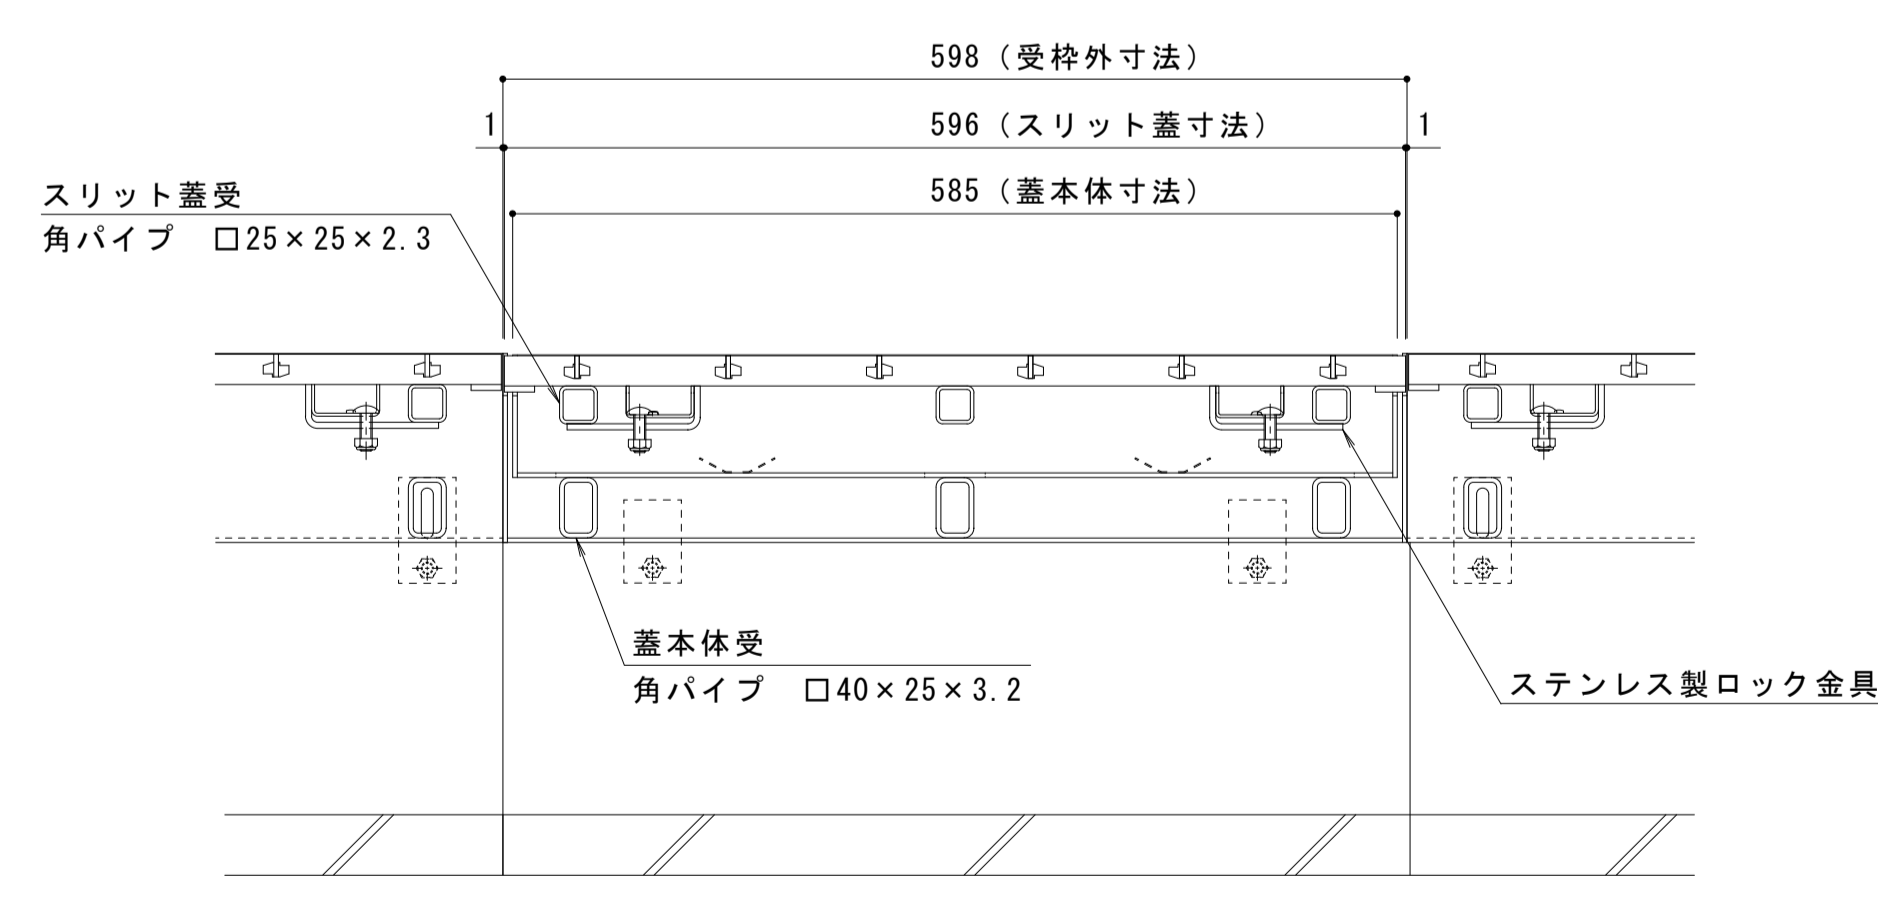 598（受枠外寸法）
1
596（スリット蓋寸法）
1
585（蓋本体寸法）
スリット蓋受
角パイプ　□25×25×2.3
蓋本体受
角パイプ　□40×25×3.2
ステンレス製ロック金具